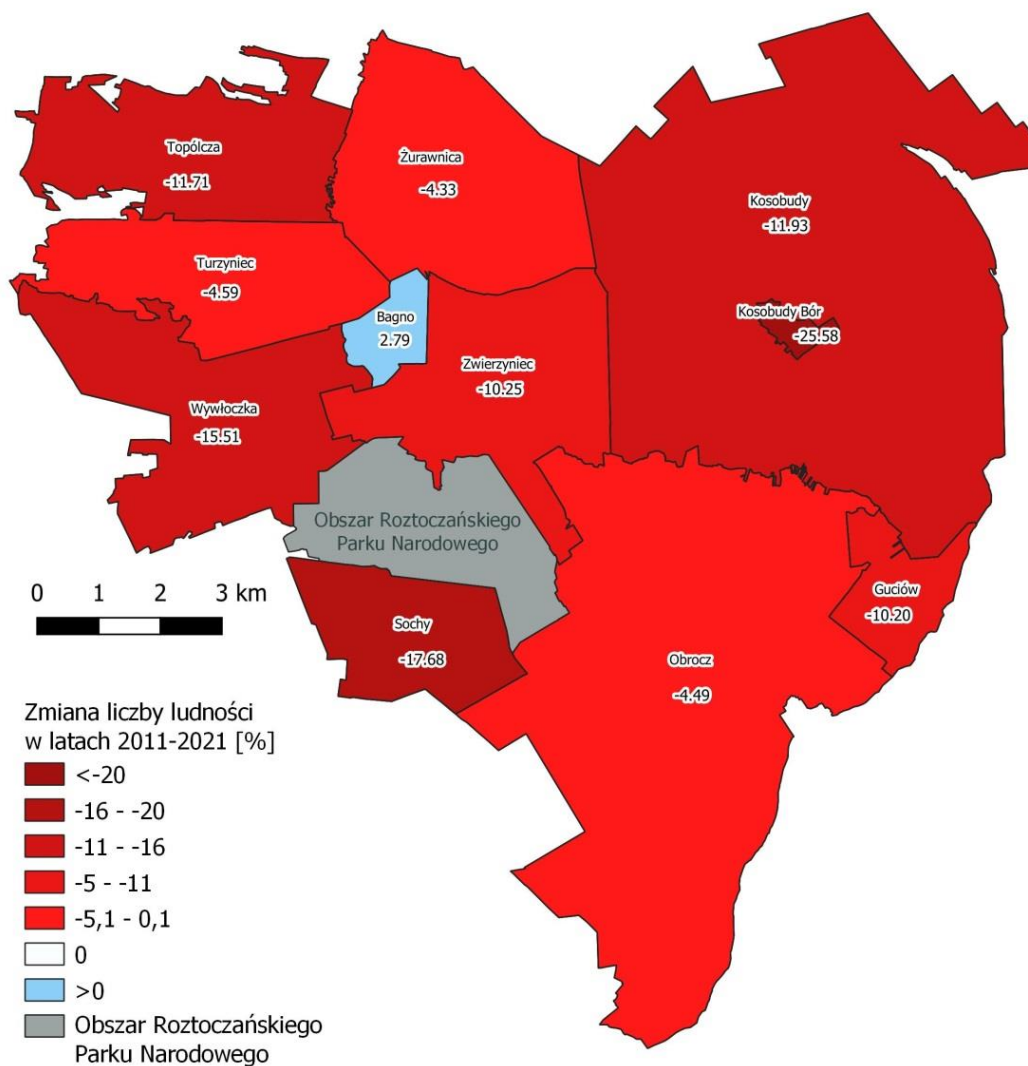 Topólcza
-11.71
Żurawnica
-4.33
Kosobudy
-11.93
Turzyniec
-4.59
Bagno
2.79
Kosobudy Bór
-25.58
Zwierzyniec
-10.25
Wywłoczka
-15.51
Obszar Roztoczańskiego
Parku Narodowego
Guciów
-10.20
0 1 2 3 km
Sochy
-17.68
Obrocz
-4.49
Zmiana liczby ludności
w latach 2011-2021 [%]
<-20
-16 - -20
-11 - -16
-5 - -11
-5,1 - 0,1
0
>0
Obszar Roztoczańskiego
Parku Narodowego